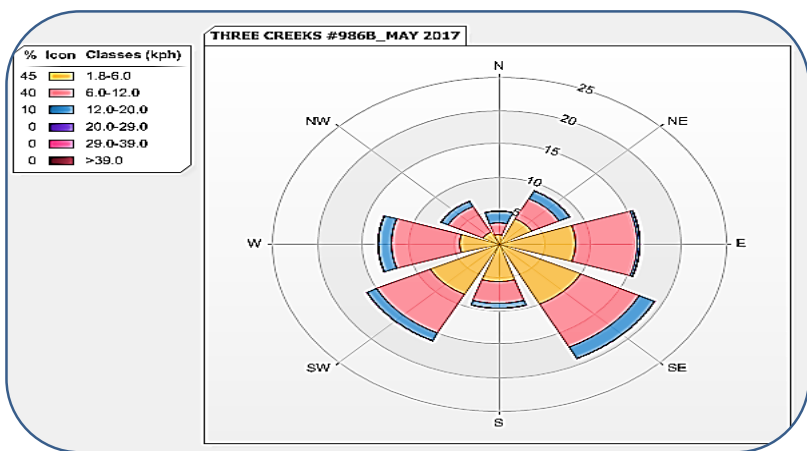 THREE CREEKS #986B_MAY 2017
% Icon Classes (kph)
45 1.8-6.0
40 6.0-12.0
10 12.0-20.0
0 20.0-29.0
0 29.0-39.0
0 >39.0
N
25
NW
NE
20
15
10
5
W
E
SW
SE
S